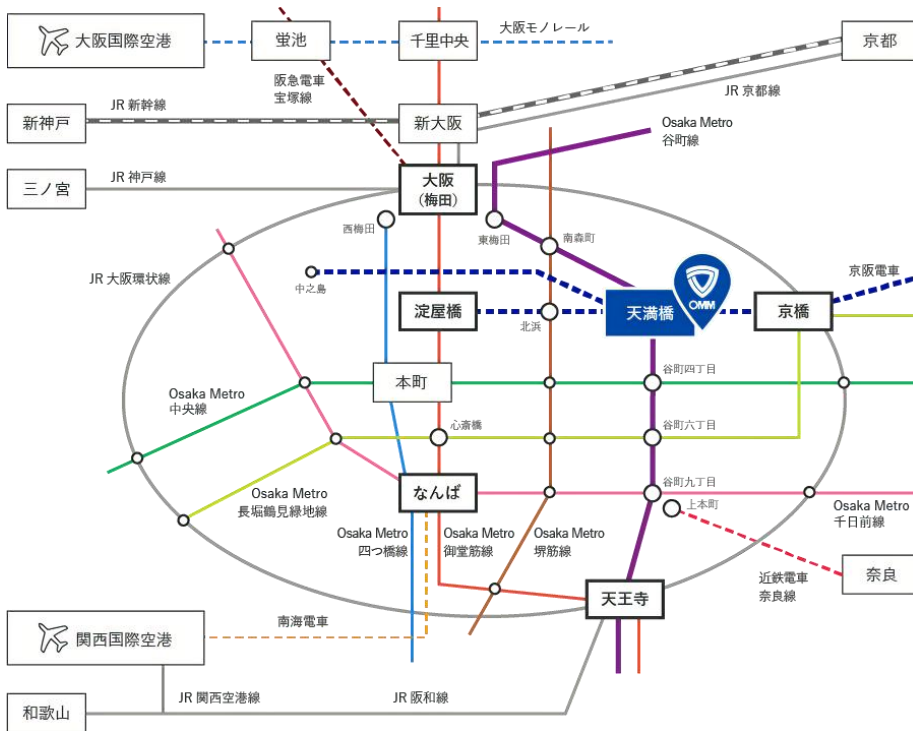 大阪国際空港
蛍池
千里中央
大阪モノレール
京都
阪急電車
宝塚線
JR 新幹線
JR 京都線
新神戸
新大阪
Osaka Metro
谷町線
三ノ宮
JR 神戸線
大阪
(梅田)
西梅田
東梅田
南森町
JR 大阪環状線
中之島
京阪電車
OMM
淀屋橋
北浜
天満橋
京橋
本町
谷町四丁目
Osaka Metro
中央線
心斎橋
谷町六丁目
なんば
谷町九丁目
Osaka Metro
長堀鶴見緑地線
上本町
Osaka Metro
千日前線
Osaka Metro
四つ橋線
Osaka Metro
御堂筋線
Osaka Metro
堺筋線
近鉄電車
奈良線
奈良
天王寺
南海電車
関西国際空港
JR 関西空港線
JR 阪和線
和歌山